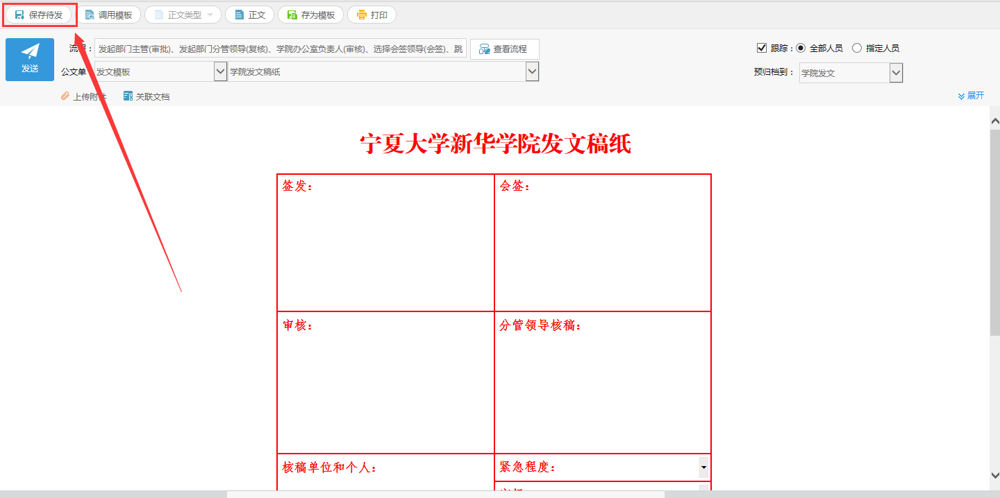 保存待发 调用模板 正文类型 正文 存为模板 打印
流程： 发起部门主管(审批)、发起部门分管领导(复核)、学院办公室负责人(审核)、选择会签领导(会签)、跳 查看流程 跟踪： 全部人员 指定人员
发送
公文单 发文模板 学院发文稿纸 预归档到： 学院发文
上传附件 关联文档 展开
宁夏大学新华学院发文稿纸
签发： 会签：
审核： 分管领导核稿：
核稿单位和个人： 紧急程度：